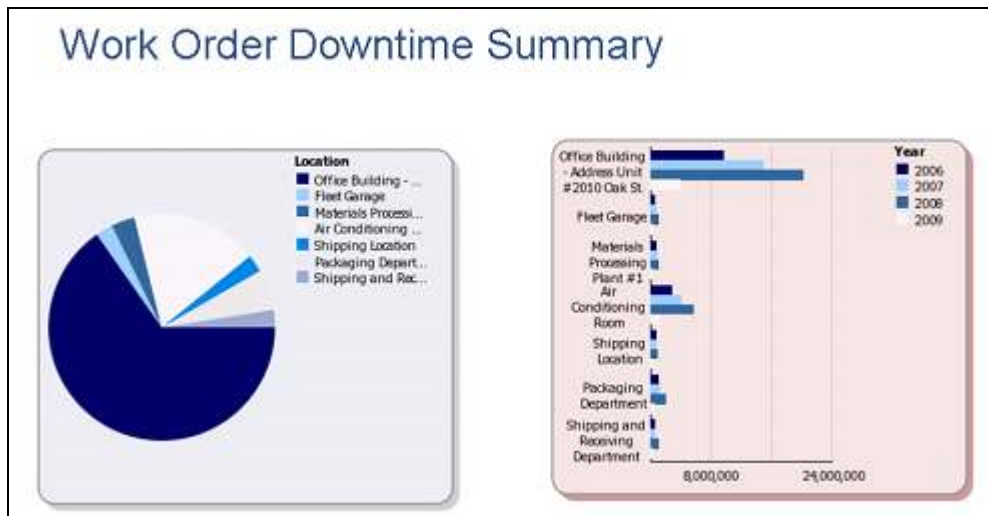 Work Order Downtime Summary
Location
Office Building - ...
Fleet Garage
Materials Processi...
Air Conditioning ...
Shipping Location
Packaging Depart...
Shipping and Rec...
Office Building
- Address Unit
#2010 Oak St.
Fleet Garage
Materials
Processing
Plant #1
Air
Conditioning
Room
Shipping
Location
Packaging
Department
Shipping and
Receiving
Department
8,000,000
24,000,000
Year
2006
2007
2008
2009